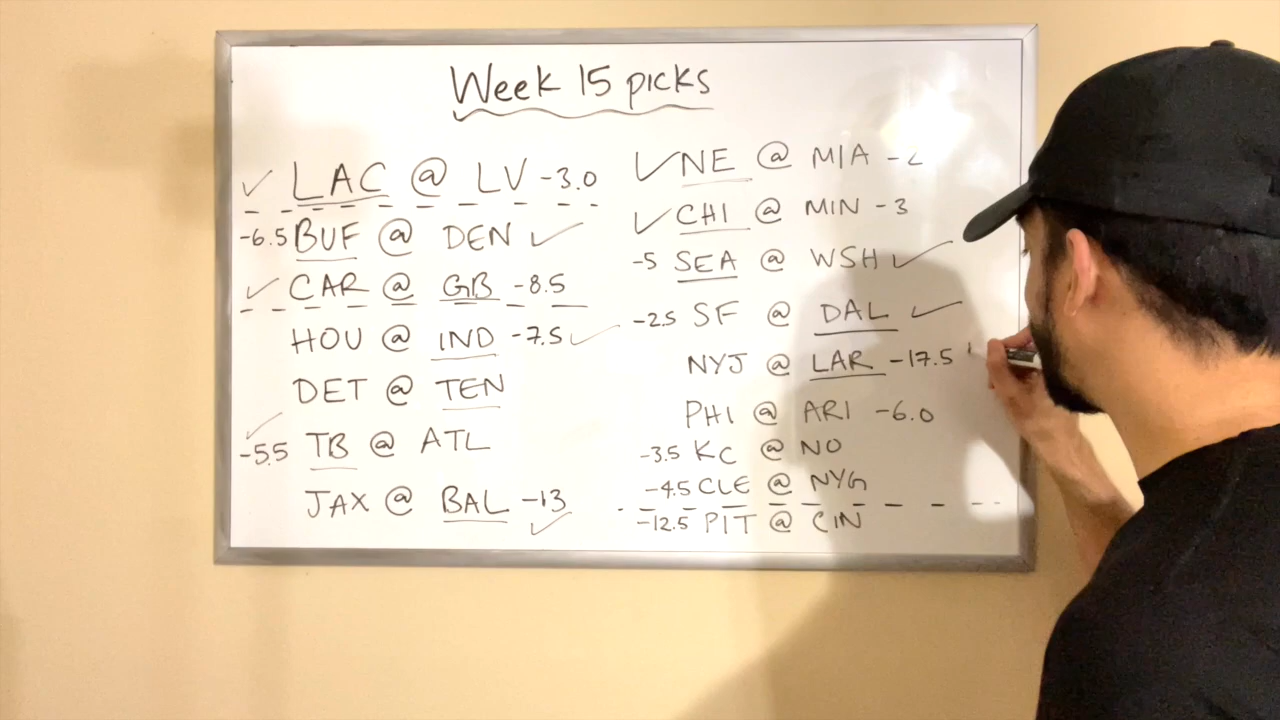 Week 15 picks
✓ LAC @ LV -3.0
-6.5 BUF @ DEN ✓
✓ CAR @ GB -8.5
HOU @ IND -7.5 ✓
DET @ TEN
✓ -5.5 TB @ ATL
JAX @ BAL -13 ✓
✓ NE @ MIA
✓ CHI @ MIN -3
-5 SEA @ WSH ✓
-2.5 SF @ DAL ✓
NYJ @ LAR -17.5
PHI @ ARI -6.0
-3.5 KC @ NO
-4.5 CLE @ NYG
-12.5 PIT @ CIN